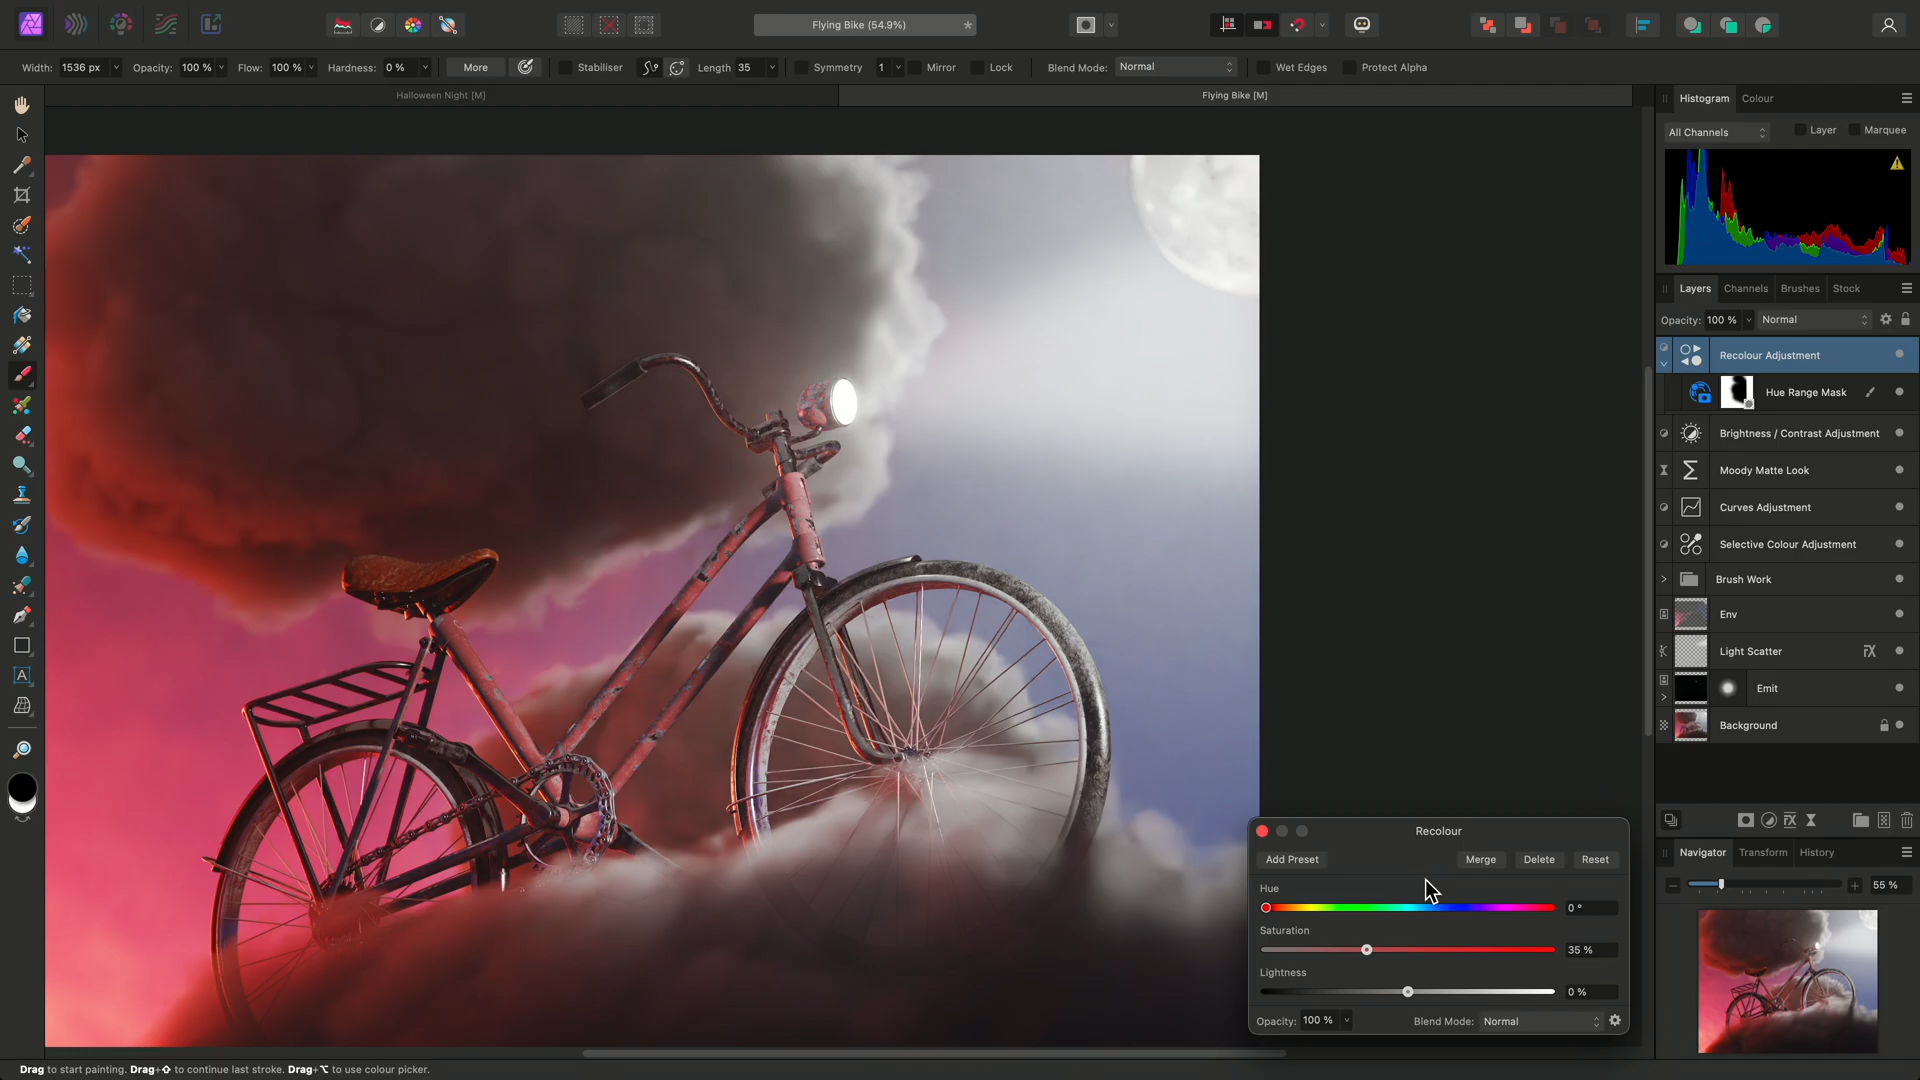 Flying Bike (54.9%)
*
Width: 1536 px Opacity: 100 % Flow: 100 % Hardness: 0 % More Stabiliser Length 35 Symmetry 1 Mirror Lock Blend Mode: Normal Wet Edges Protect Alpha
Halloween Night [M] Flying Bike [M]
Histogram Colour
All Channels Layer Marquee
Layers Channels Brushes Stock
Opacity: 100 % Normal
Recolour Adjustment
Hue Range Mask
Brightness / Contrast Adjustment
Moody Matte Look
Curves Adjustment
Selective Colour Adjustment
Brush Work
Env
Light Scatter
Emit
Background
Navigator Transform History
55 %
Recolour
Add Preset Merge Delete Reset
Hue
0 °
Saturation
35 %
Lightness
0 %
Opacity: 100 % Blend Mode: Normal
Drag to start painting. Drag+⇧ to continue last stroke. Drag+⌥ to use colour picker.